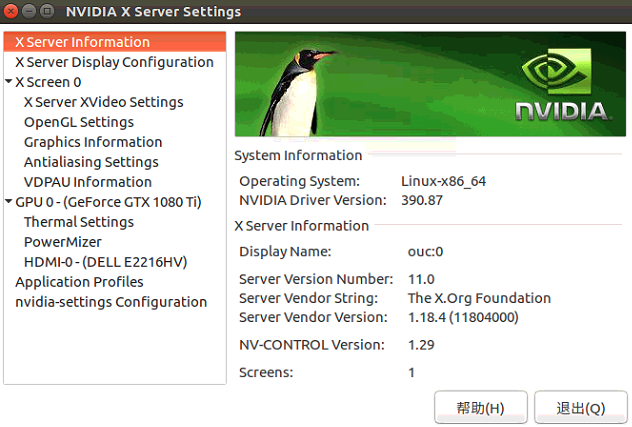 NVIDIA X Server Settings
X Server Information
X Server Display Configuration
X Screen 0
X Server XVideo Settings
OpenGL Settings
Graphics Information
Antialiasing Settings
VDPAU Information
GPU 0 - (GeForce GTX 1080 Ti)
Thermal Settings
PowerMizer
HDMI-0 - (DELL E2216HV)
Application Profiles
nvidia-settings Configuration
NVIDIA.
System Information
Operating System: Linux-x86_64
NVIDIA Driver Version: 390.87
X Server Information
Display Name: ouc:0
Server Version Number: 11.0
Server Vendor String: The X.Org Foundation
Server Vendor Version: 1.18.4 (11804000)
NV-CONTROL Version: 1.29
Screens: 1
帮助(H) 退出(Q)